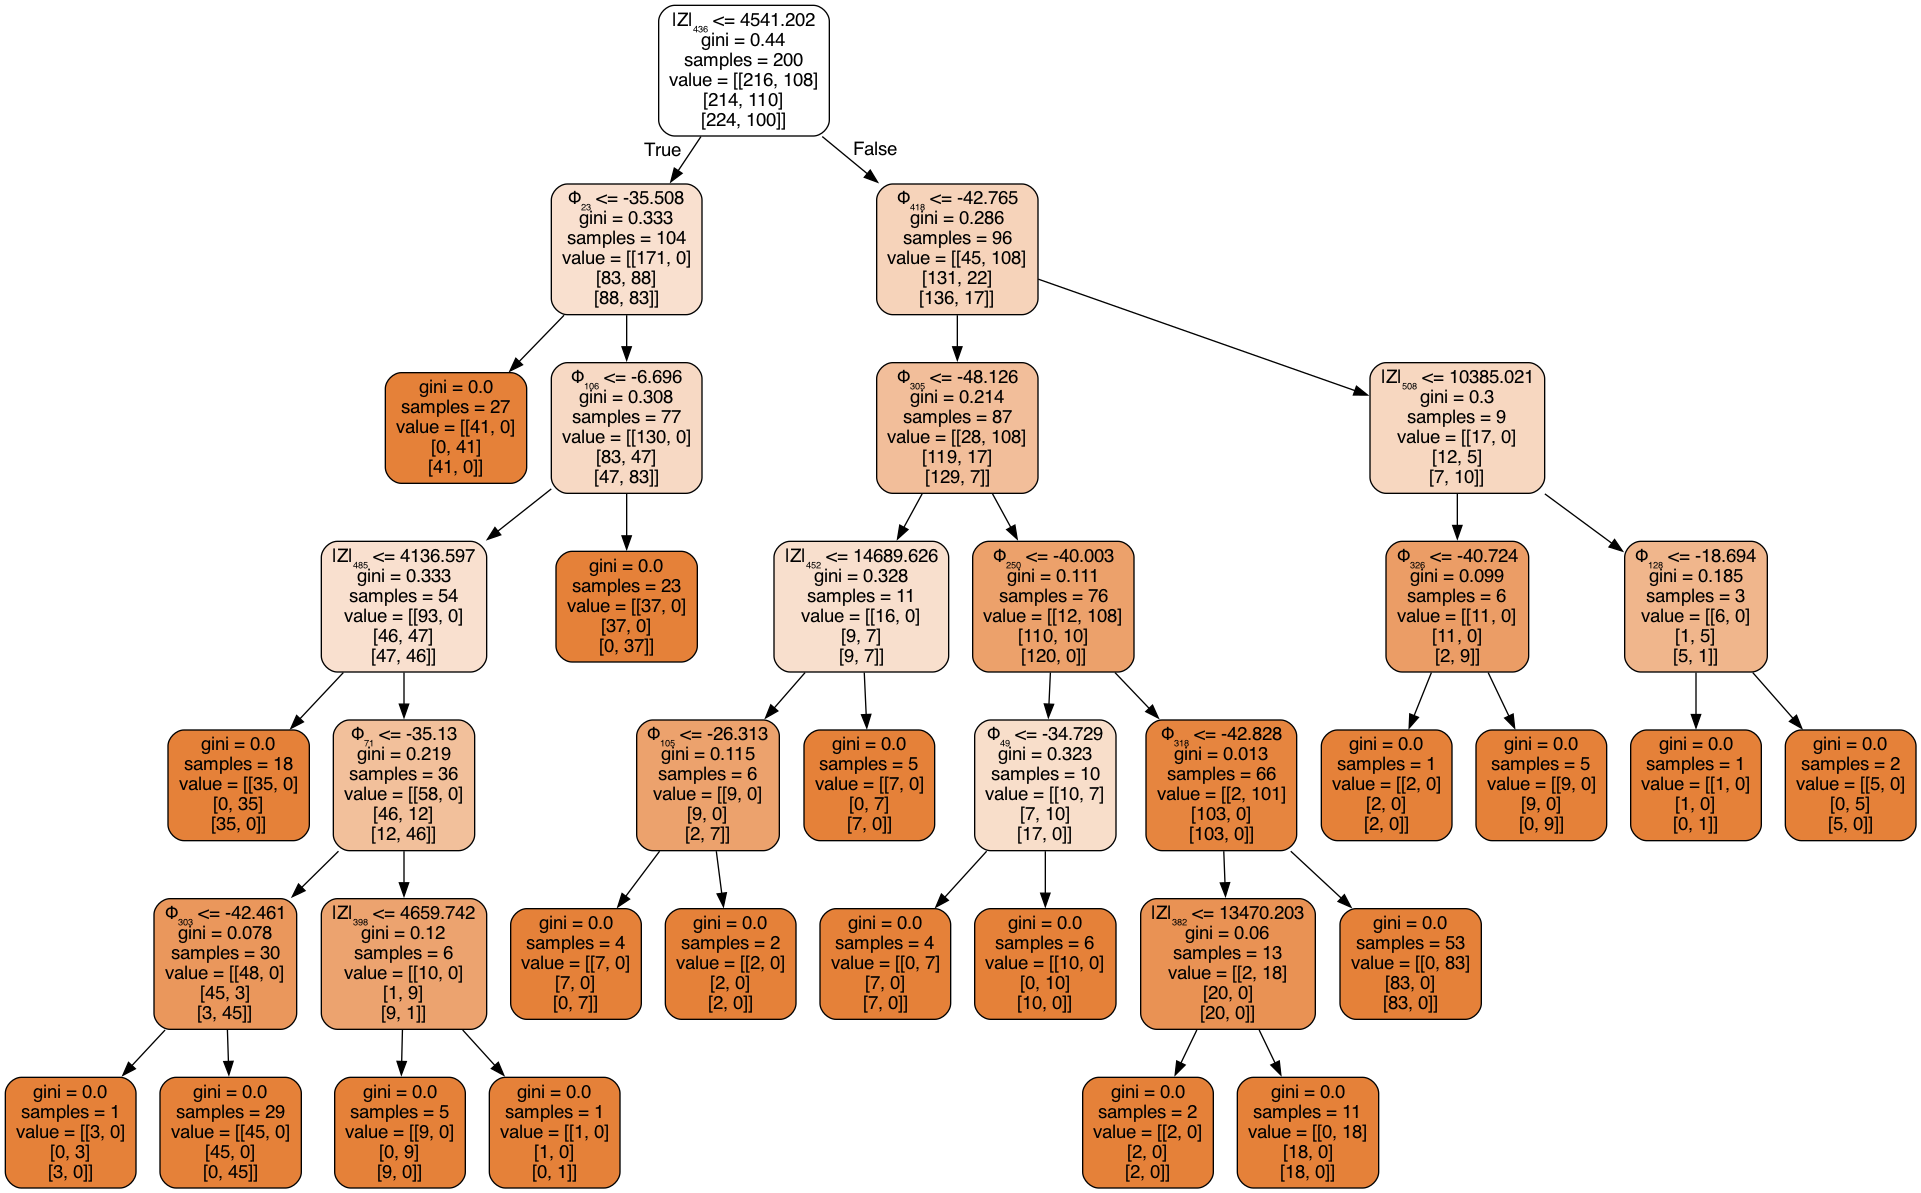 |Z|₄₃₆ <= 4541.202
gini = 0.44
samples = 200
value = [[216, 108]
[214, 110]
[224, 100]]
True
False
Φ₂₃ <= -35.508
gini = 0.333
samples = 104
value = [[171, 0]
[83, 88]
[88, 83]]
Φ₄₁₈ <= -42.765
gini = 0.286
samples = 96
value = [[45, 108]
[131, 22]
[136, 17]]
gini = 0.0
samples = 27
value = [[41, 0]
[0, 41]
[41, 0]]
Φ₁₀₆ <= -6.696
gini = 0.308
samples = 77
value = [[130, 0]
[83, 47]
[47, 83]]
Φ₃₀₅ <= -48.126
gini = 0.214
samples = 87
value = [[28, 108]
[119, 17]
[129, 7]]
|Z|₅₀₈ <= 10385.021
gini = 0.3
samples = 9
value = [[17, 0]
[12, 5]
[7, 10]]
|Z|₄₈₅ <= 4136.597
gini = 0.333
samples = 54
value = [[93, 0]
[46, 47]
[47, 46]]
gini = 0.0
samples = 23
value = [[37, 0]
[37, 0]
[0, 37]]
|Z|₄₅₂ <= 14689.626
gini = 0.328
samples = 11
value = [[16, 0]
[9, 7]
[9, 7]]
Φ₂₅₀ <= -40.003
gini = 0.111
samples = 76
value = [[12, 108]
[110, 10]
[120, 0]]
Φ₃₂₆ <= -40.724
gini = 0.099
samples = 6
value = [[11, 0]
[11, 0]
[2, 9]]
Φ₁₂₈ <= -18.694
gini = 0.185
samples = 3
value = [[6, 0]
[1, 5]
[5, 1]]
gini = 0.0
samples = 18
value = [[35, 0]
[0, 35]
[35, 0]]
Φ₇₁ <= -35.13
gini = 0.219
samples = 36
value = [[58, 0]
[46, 12]
[12, 46]]
Φ₁₀₅ <= -26.313
gini = 0.115
samples = 6
value = [[9, 0]
[9, 0]
[2, 7]]
gini = 0.0
samples = 5
value = [[7, 0]
[0, 7]
[7, 0]]
Φ₄₉ <= -34.729
gini = 0.323
samples = 10
value = [[10, 7]
[7, 10]
[17, 0]]
Φ₃₁₈ <= -42.828
gini = 0.013
samples = 66
value = [[2, 101]
[103, 0]
[103, 0]]
gini = 0.0
samples = 1
value = [[2, 0]
[2, 0]
[2, 0]]
gini = 0.0
samples = 5
value = [[9, 0]
[9, 0]
[0, 9]]
gini = 0.0
samples = 1
value = [[1, 0]
[1, 0]
[0, 1]]
gini = 0.0
samples = 2
value = [[5, 0]
[0, 5]
[5, 0]]
Φ₃₀₃ <= -42.461
gini = 0.078
samples = 30
value = [[48, 0]
[45, 3]
[3, 45]]
|Z|₃₉₈ <= 4659.742
gini = 0.12
samples = 6
value = [[10, 0]
[1, 9]
[9, 1]]
gini = 0.0
samples = 4
value = [[7, 0]
[7, 0]
[0, 7]]
gini = 0.0
samples = 2
value = [[2, 0]
[2, 0]
[2, 0]]
gini = 0.0
samples = 4
value = [[0, 7]
[7, 0]
[7, 0]]
gini = 0.0
samples = 6
value = [[10, 0]
[0, 10]
[10, 0]]
|Z|₃₈₂ <= 13470.203
gini = 0.06
samples = 13
value = [[2, 18]
[20, 0]
[20, 0]]
gini = 0.0
samples = 53
value = [[0, 83]
[83, 0]
[83, 0]]
gini = 0.0
samples = 1
value = [[3, 0]
[0, 3]
[3, 0]]
gini = 0.0
samples = 29
value = [[45, 0]
[45, 0]
[0, 45]]
gini = 0.0
samples = 5
value = [[9, 0]
[0, 9]
[9, 0]]
gini = 0.0
samples = 1
value = [[1, 0]
[1, 0]
[0, 1]]
gini = 0.0
samples = 2
value = [[2, 0]
[2, 0]
[2, 0]]
gini = 0.0
samples = 11
value = [[0, 18]
[18, 0]
[18, 0]]